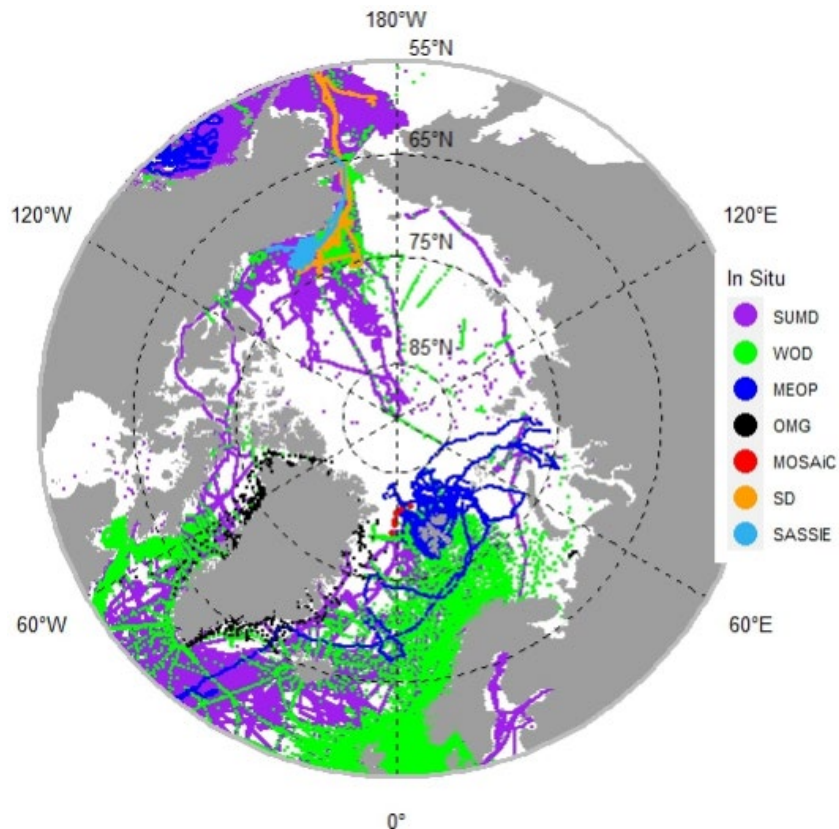 180°W
55°N
65°N
120°W
120°E
75°N
In Situ
SUMD
WOD
85°N
MEOP
OMG
MOSAiC
SD
SASSIE
60°W
60°E
0°